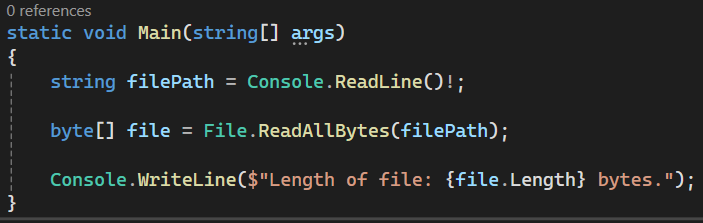 0 references
static void Main(string[] args)
{
string filePath = Console.ReadLine()!;
byte[] file = File.ReadAllBytes(filePath);
Console.WriteLine($"Length of file: {file.Length} bytes.");
}